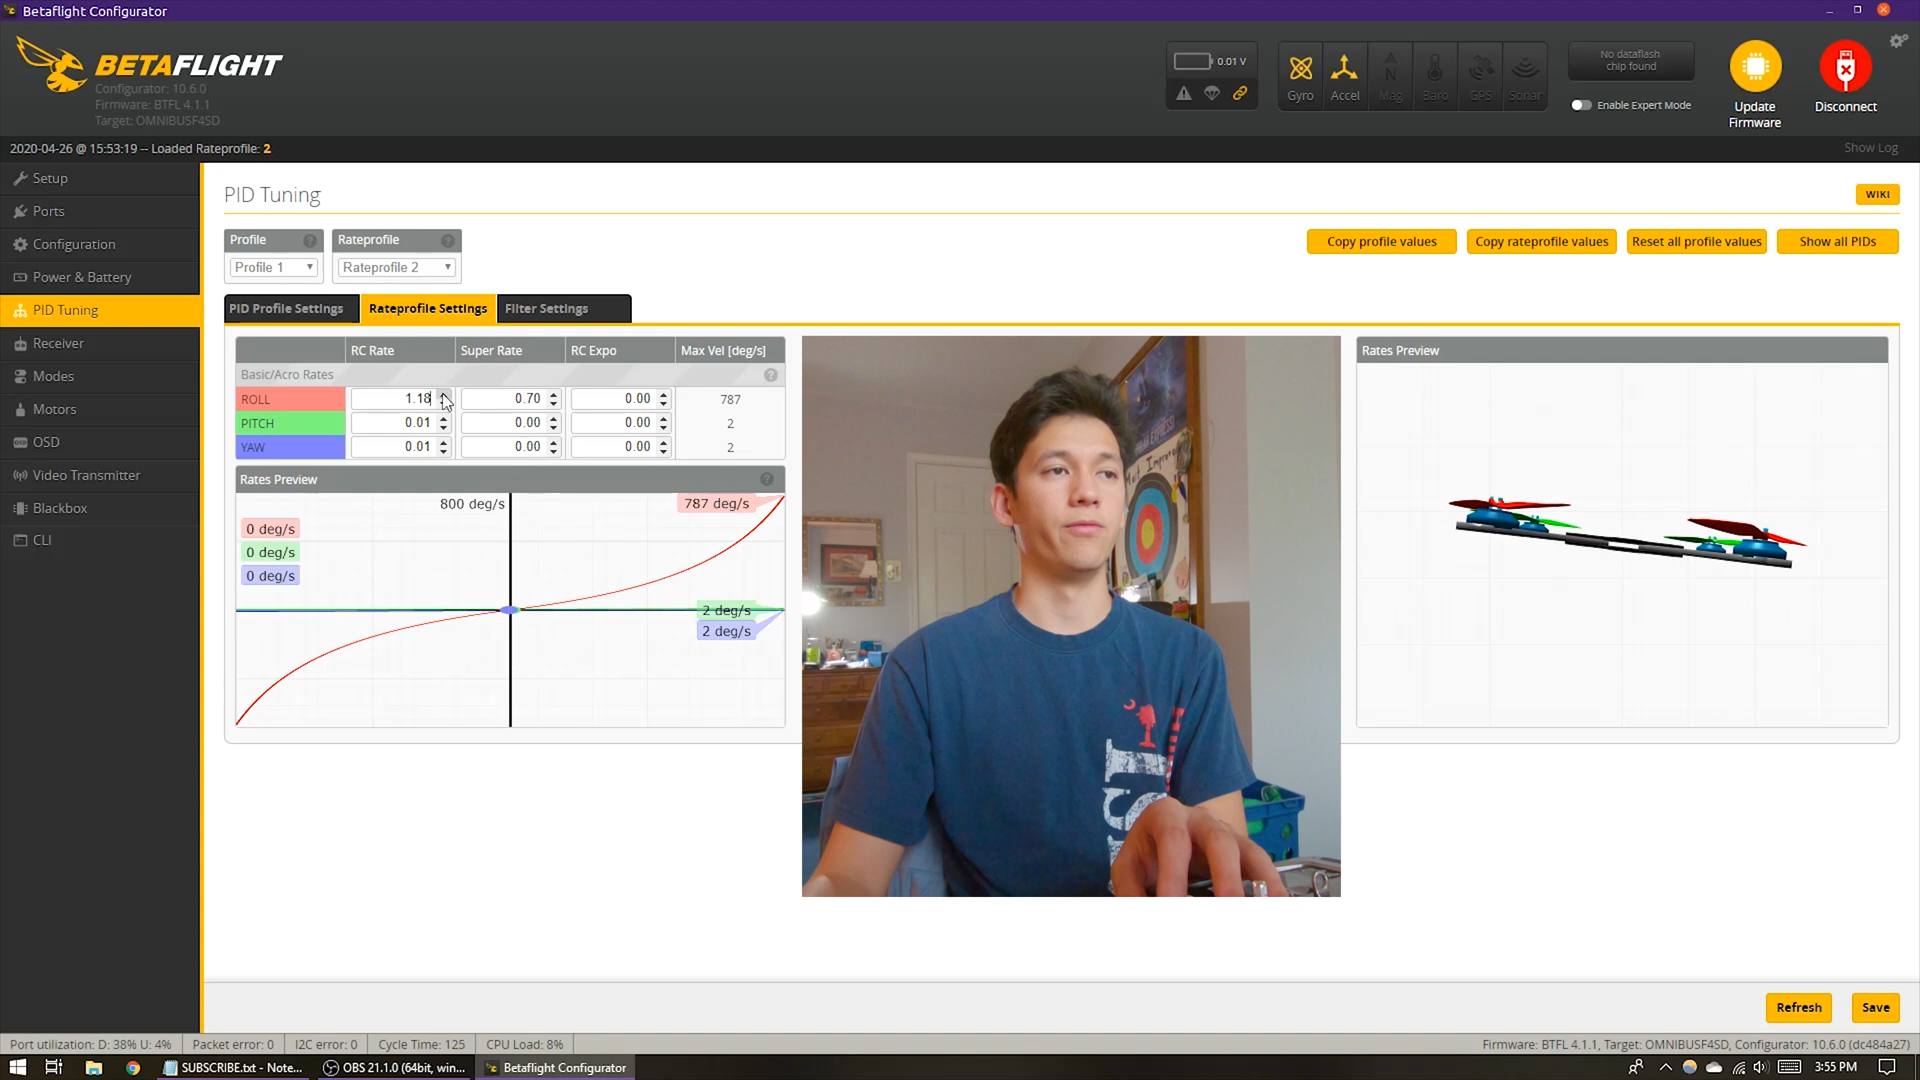 Betaflight Configurator
BETAFLIGHT
Configurator: 10.6.0
Firmware: BTFL 4.1.1
Target: OMNIBUSF4SD
0.01 V
Gyro
Accel
Mag
Baro
GPS
Sonar
No dataflash
chip found
Enable Expert Mode
Update
Firmware
Disconnect
2020-04-26 @ 15:53:19 -- Loaded Rateprofile: 2
Show Log
Setup
Ports
Configuration
Power & Battery
PID Tuning
Receiver
Modes
Motors
OSD
Video Transmitter
Blackbox
CLI
PID Tuning
WIKI
Profile
Rateprofile
Profile 1
Rateprofile 2
Copy profile values
Copy rateprofile values
Reset all profile values
Show all PIDs
PID Profile Settings
Rateprofile Settings
Filter Settings
RC Rate Super Rate RC Expo Max Vel [deg/s]
Basic/Acro Rates
ROLL 1.18 0.70 0.00 787
PITCH 0.01 0.00 0.00 2
YAW 0.01 0.00 0.00 2
Rates Preview
800 deg/s
787 deg/s
0 deg/s
0 deg/s
0 deg/s
2 deg/s
2 deg/s
Rates Preview
Refresh
Save
Port utilization: D: 38% U: 4%
Packet error: 0
I2C error: 0
Cycle Time: 125
CPU Load: 8%
Firmware: BTFL 4.1.1, Target: OMNIBUSF4SD, Configurator: 10.6.0 (dc484a27)
SUBSCRIBE.txt - Note...
OBS 21.1.0 (64bit, win...
Betaflight Configurator
3:55 PM